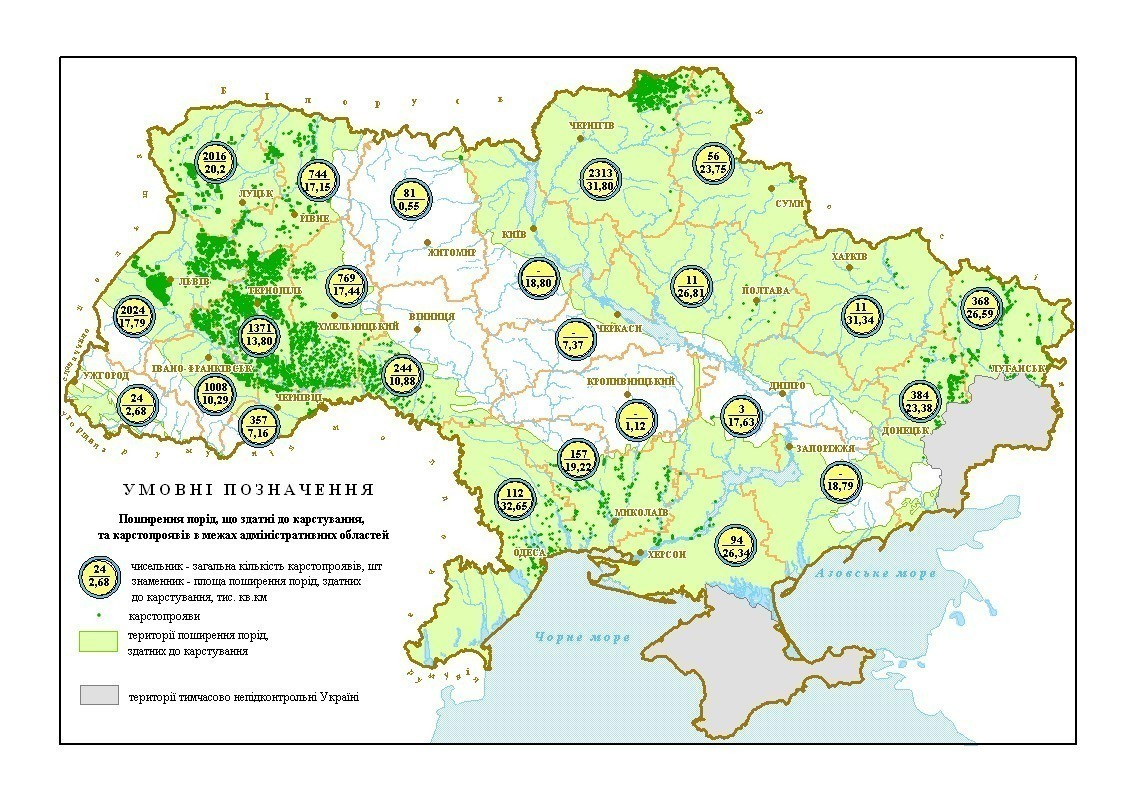 Б і л о р у с ь
ЧЕРНІГІВ
2016
20,2
744
17,15
81
0,55
2313
31,80
56
23,75
ЛУЦЬК
РІВНЕ
СУМИ
КИЇВ
ЖИТОМИР
ХАРКІВ
769
17,44
-
18,80
11
26,81
ЛЬВІВ
ТЕРНОПІЛЬ
ПОЛТАВА
2024
17,79
1371
13,80
ХМЕЛЬНИЦЬКИЙ
ВІННИЦЯ
ЧЕРКАСИ
11
31,34
368
26,59
-
7,37
ІВАНО-ФРАНКІВСЬК
УЖГОРОД
244
10,88
КРОПИВНИЦЬКИЙ
ДНІПРО
ЛУГАНСЬК
24
2,68
1008
10,29
ЧЕРНІВЦІ
357
7,16
-
1,12
3
17,63
384
23,38
ДОНЕЦЬК
ЗАПОРІЖЖЯ
157
19,22
-
18,79
112
32,65
МИКОЛАЇВ
ОДЕСА
ХЕРСОН
94
26,34
Азовське море
Чорне море
Румунія
УМОВНІ ПОЗНАЧЕННЯ
Поширення порід, що здатні до карстування,
та карстопроявів в межах адміністративних областей
24
2,68
чисельник - загальна кількість карстопроявів, шт
знаменник - площа поширення порід, здатних
до карстування, тис. кв.км
карстопрояви
території поширення порід,
здатних до карстування
території тимчасово непідконтрольні Україні